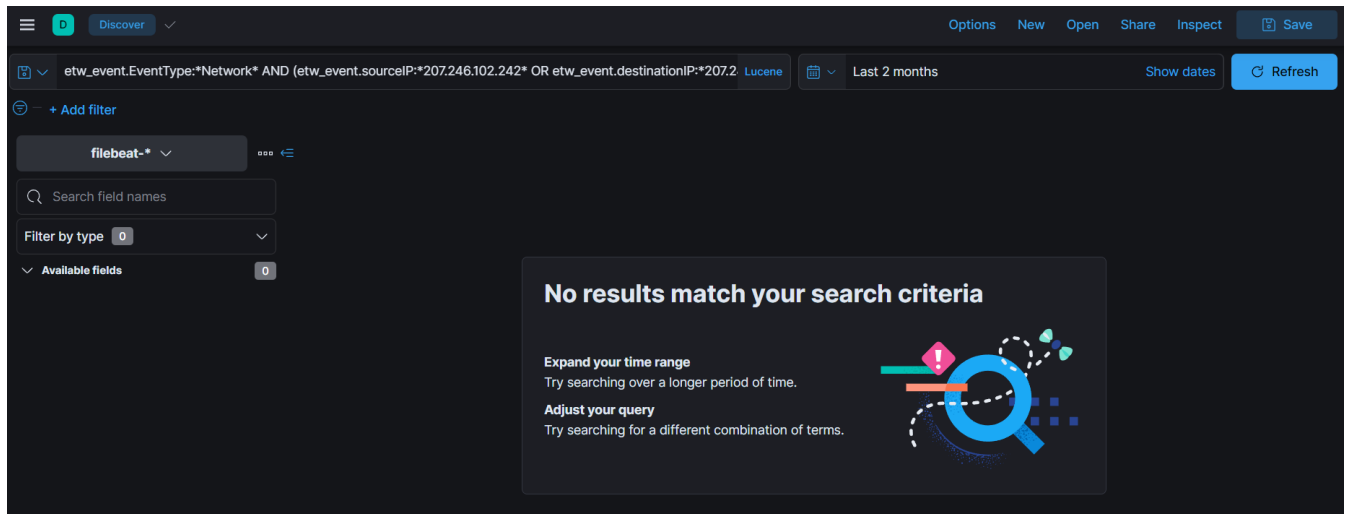 D Discover Options New Open Share Inspect Save
etw_event.EventType:*Network* AND (etw_event.sourceIP:*207.246.102.242* OR etw_event.destinationIP:*207.2 Lucene Last 2 months Show dates Refresh
+ Add filter
filebeat-*
Search field names
Filter by type 0
Available fields 0
No results match your search criteria
Expand your time range
Try searching over a longer period of time.
Adjust your query
Try searching for a different combination of terms.